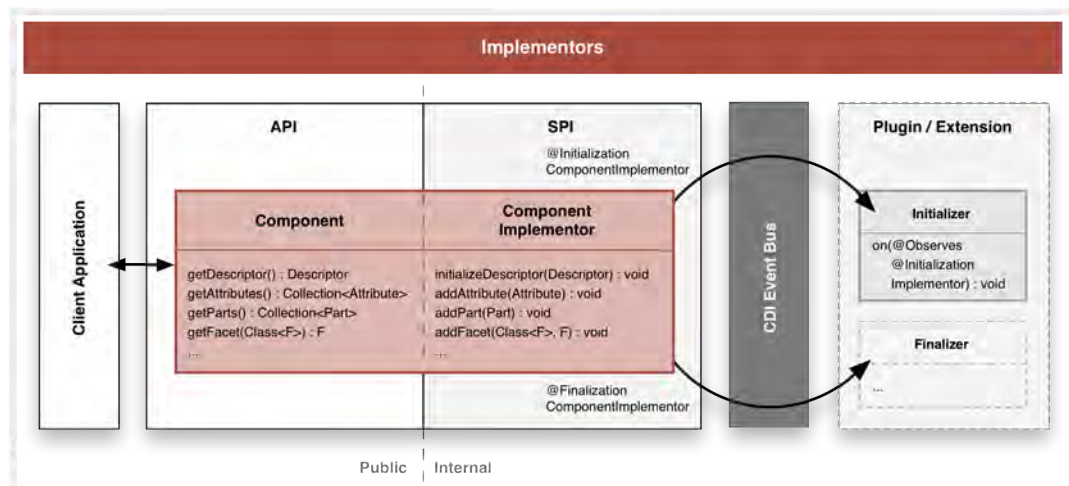 Implementors
Client Application
API
SPI
@Initialization
ComponentImplementor
Component
Component
Implementor
getDescriptor() : Descriptor
getAttributes() : Collection<Attribute>
getParts() : Collection<Part>
getFacet(Class<F>) : F
...
initializeDescriptor(Descriptor) : void
addAttribute(Attribute) : void
addPart(Part) : void
addFacet(Class<F>, F) : void
...
@Finalization
ComponentImplementor
CDI Event Bus
Plugin / Extension
Initializer
on(@Observes
@Initialization
Implementor) : void
Finalizer
...
Public
Internal